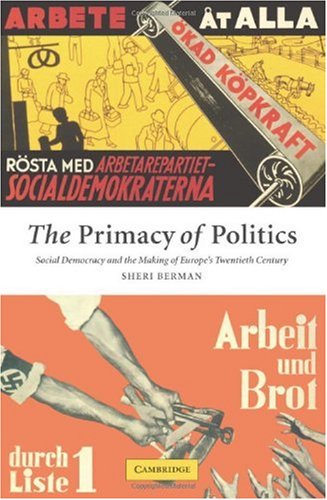 ARBETE ÅT ALLA
ÖKAD KÖPKRAFT
RÖSTA MED ARBETAREPARTIET-
SOCIALDEMOKRATERNA
The Primacy of Politics
Social Democracy and the Making of Europe's Twentieth Century
SHERI BERMAN
Arbeit
und
Brot
durch
Liste 1
CAMBRIDGE